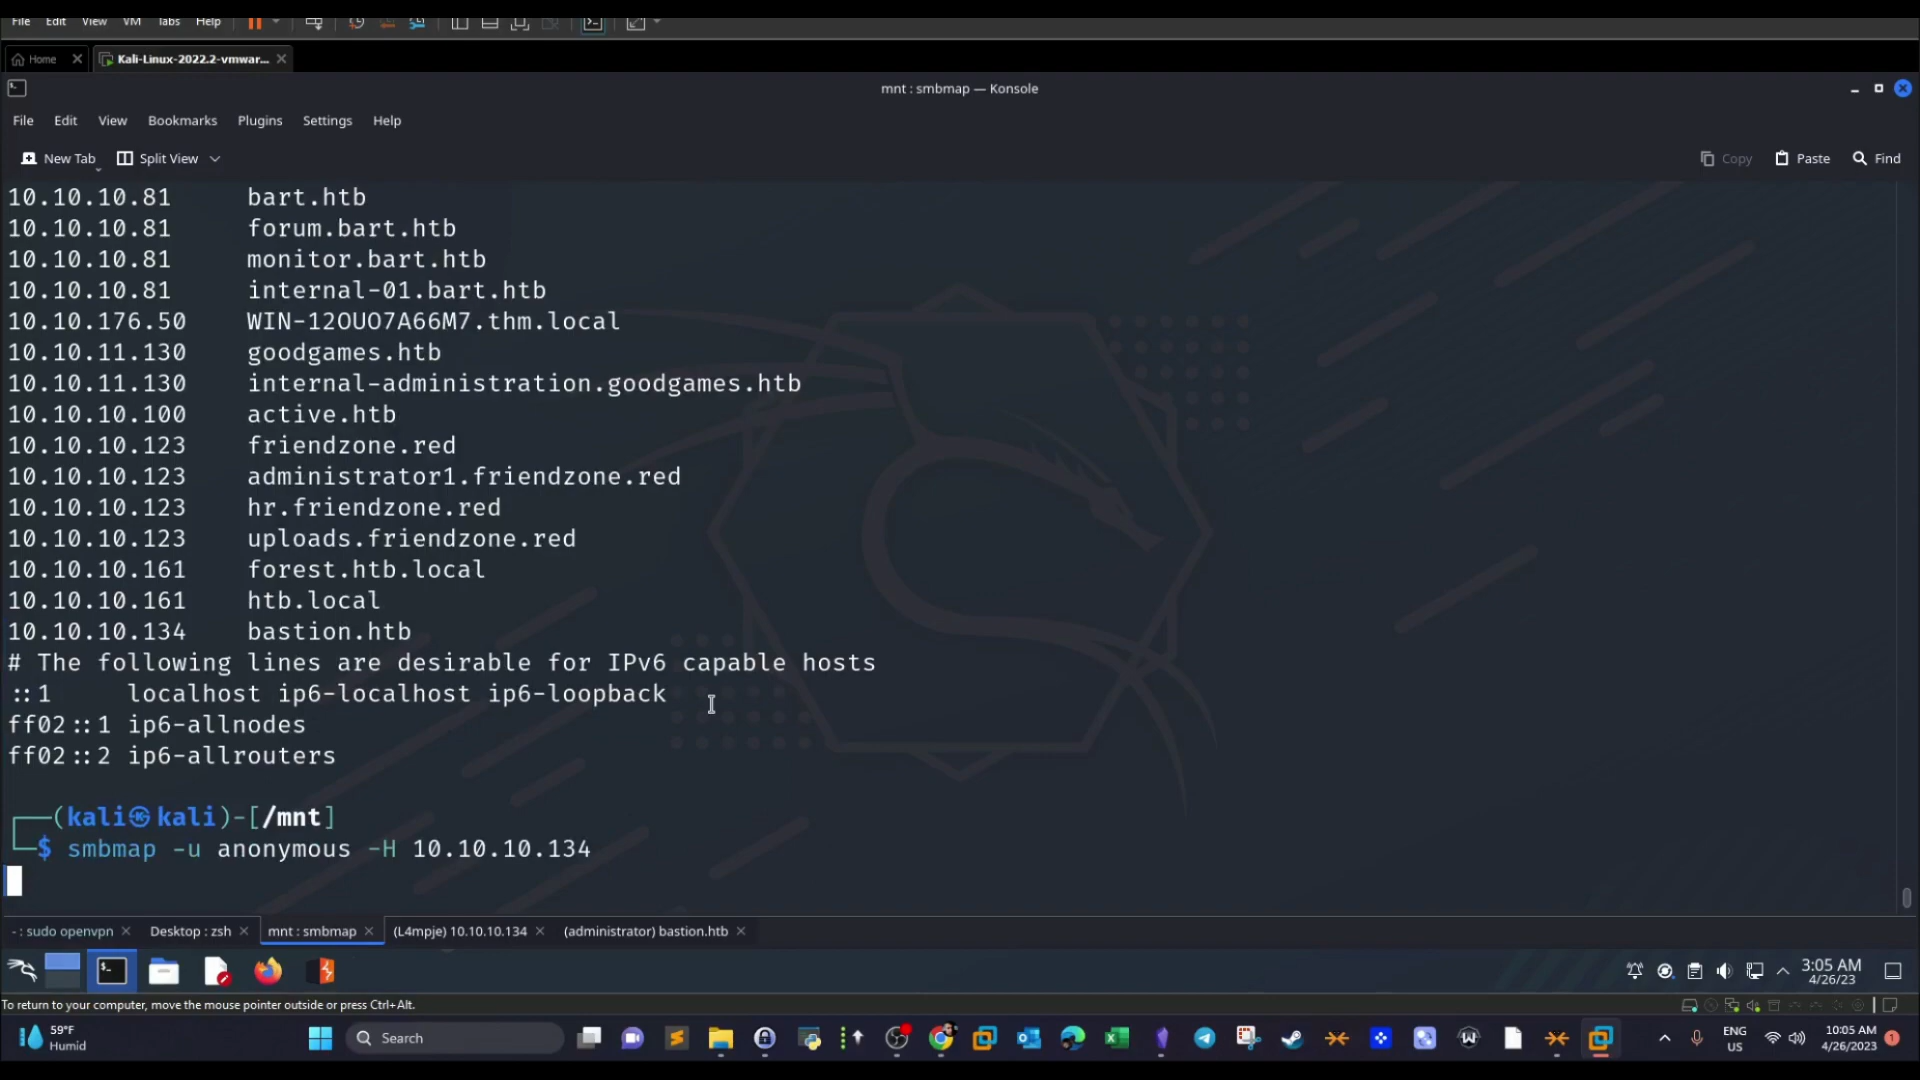 File Edit View VM Tabs Help
Home Kali-Linux-2022.2-vmwar...
mnt : smbmap — Konsole
File Edit View Bookmarks Plugins Settings Help
New Tab Split View Copy Paste Find
10.10.10.81 bart.htb
10.10.10.81 forum.bart.htb
10.10.10.81 monitor.bart.htb
10.10.10.81 internal-01.bart.htb
10.10.176.50 WIN-12OUO7A66M7.thm.local
10.10.11.130 goodgames.htb
10.10.11.130 internal-administration.goodgames.htb
10.10.10.100 active.htb
10.10.10.123 friendzone.red
10.10.10.123 administrator1.friendzone.red
10.10.10.123 hr.friendzone.red
10.10.10.123 uploads.friendzone.red
10.10.10.161 forest.htb.local
10.10.10.161 htb.local
10.10.10.134 bastion.htb
# The following lines are desirable for IPv6 capable hosts
::1 localhost ip6-localhost ip6-loopback
ff02::1 ip6-allnodes
ff02::2 ip6-allrouters
(kali㉿kali)-[/mnt]
$ smbmap -u anonymous -H 10.10.10.134
- : sudo openvpn Desktop : zsh mnt : smbmap (L4mpje) 10.10.10.134 (administrator) bastion.htb
3:05 AM
4/26/23
To return to your computer, move the mouse pointer outside or press Ctrl+Alt.
59°F
Humid
Search
ENG
US
10:05 AM
4/26/2023
1